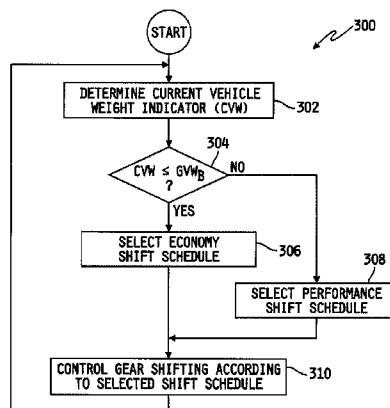 START
300
DETERMINE CURRENT VEHICLE
WEIGHT INDICATOR (CVW)
302
304
CVW ≤ GVWB
?
NO
YES
SELECT ECONOMY
SHIFT SCHEDULE
306
308
SELECT PERFORMANCE
SHIFT SCHEDULE
CONTROL GEAR SHIFTING ACCORDING
TO SELECTED SHIFT SCHEDULE
310